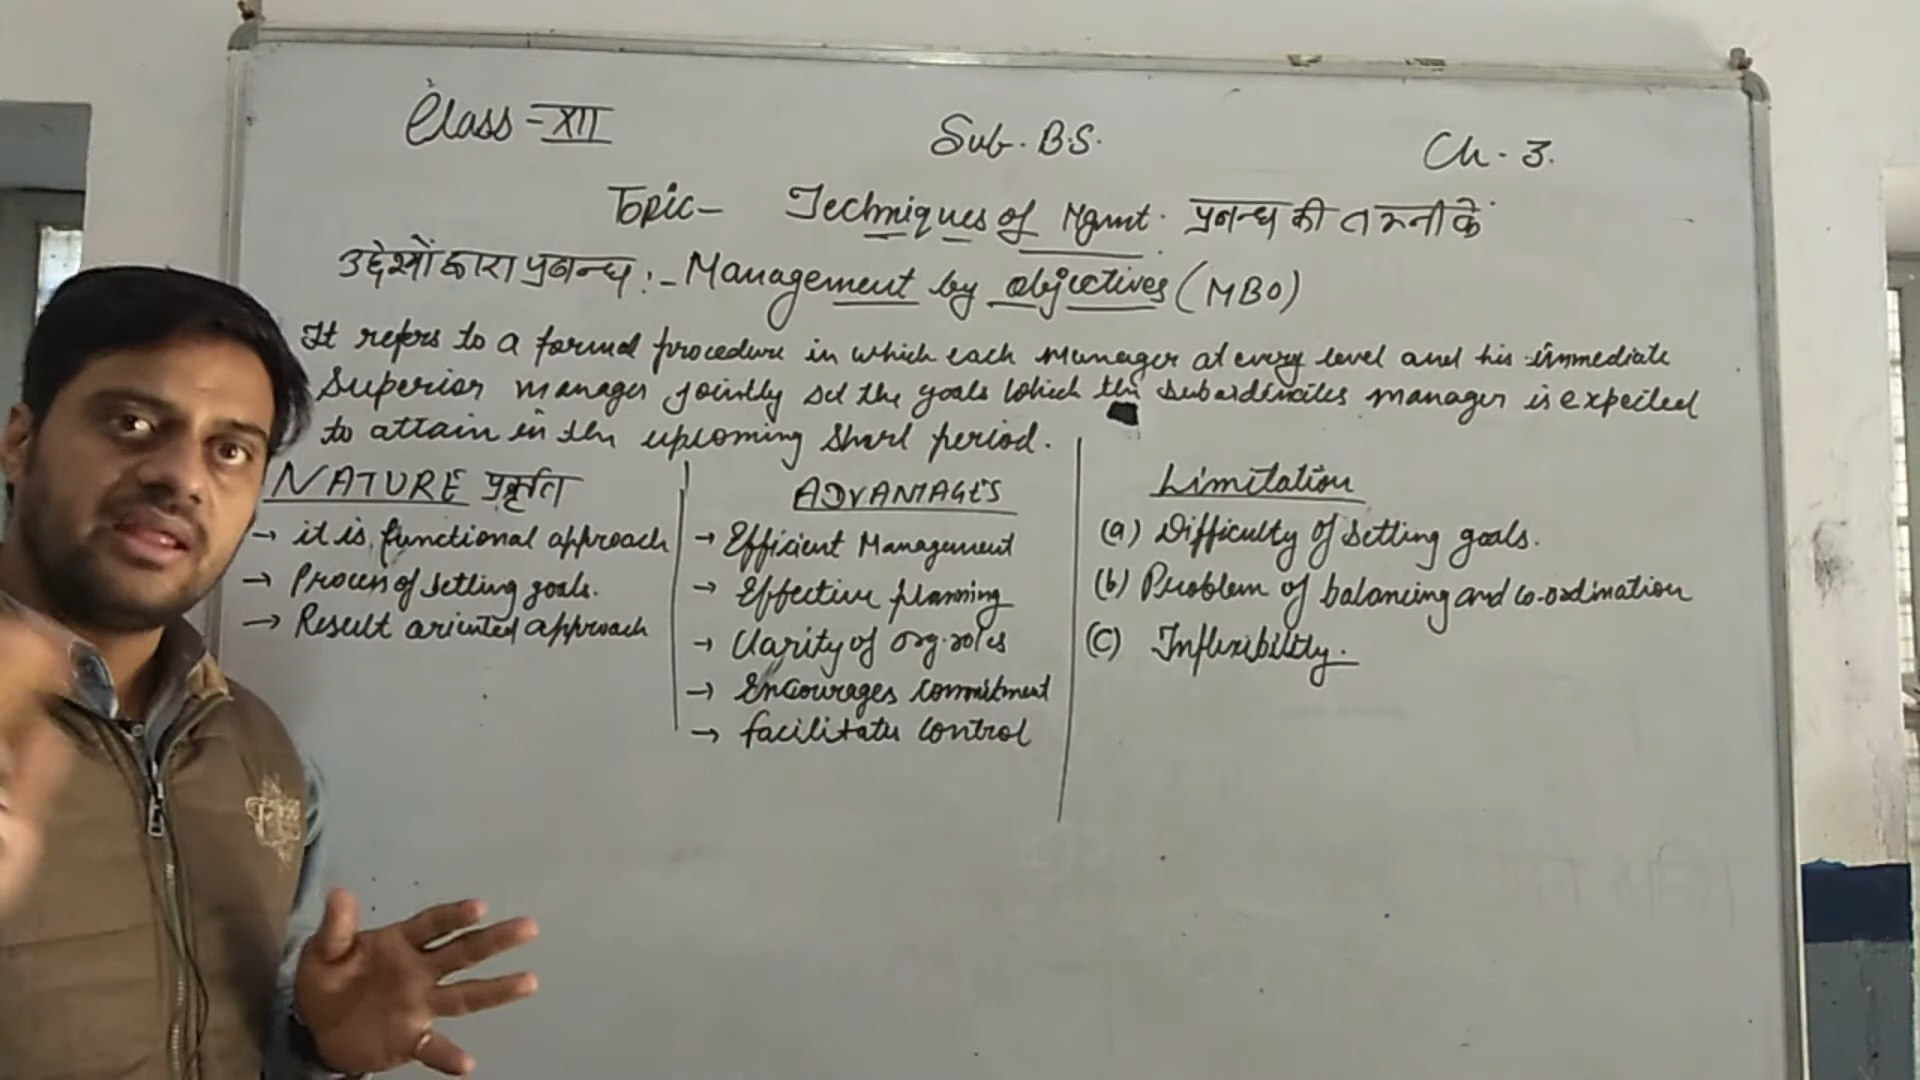 Class - XII Sub. B.S. Ch. 3.
Topic- Techniques of Mgmt. प्रबन्ध की तकनीकें
उद्देश्यों द्वारा प्रबन्ध :- Management by objectives (MBO)
It refers to a formal procedure in which each manager at every level and his immediate
Superior manager jointly set the goals which the subordinates manager is expected
to attain in the upcoming short period.
NATURE प्रकृति
→ it is functional approach
→ Process of setting goals.
→ Result oriented approach
ADVANTAGES
→ Efficient Management
→ Effective planning
→ Clarity of org. roles
→ Encourages commitment
→ facilitates control
Limitation
(a) Difficulty of setting goals.
(b) Problem of balancing and co-ordination
(C) Inflexibility.